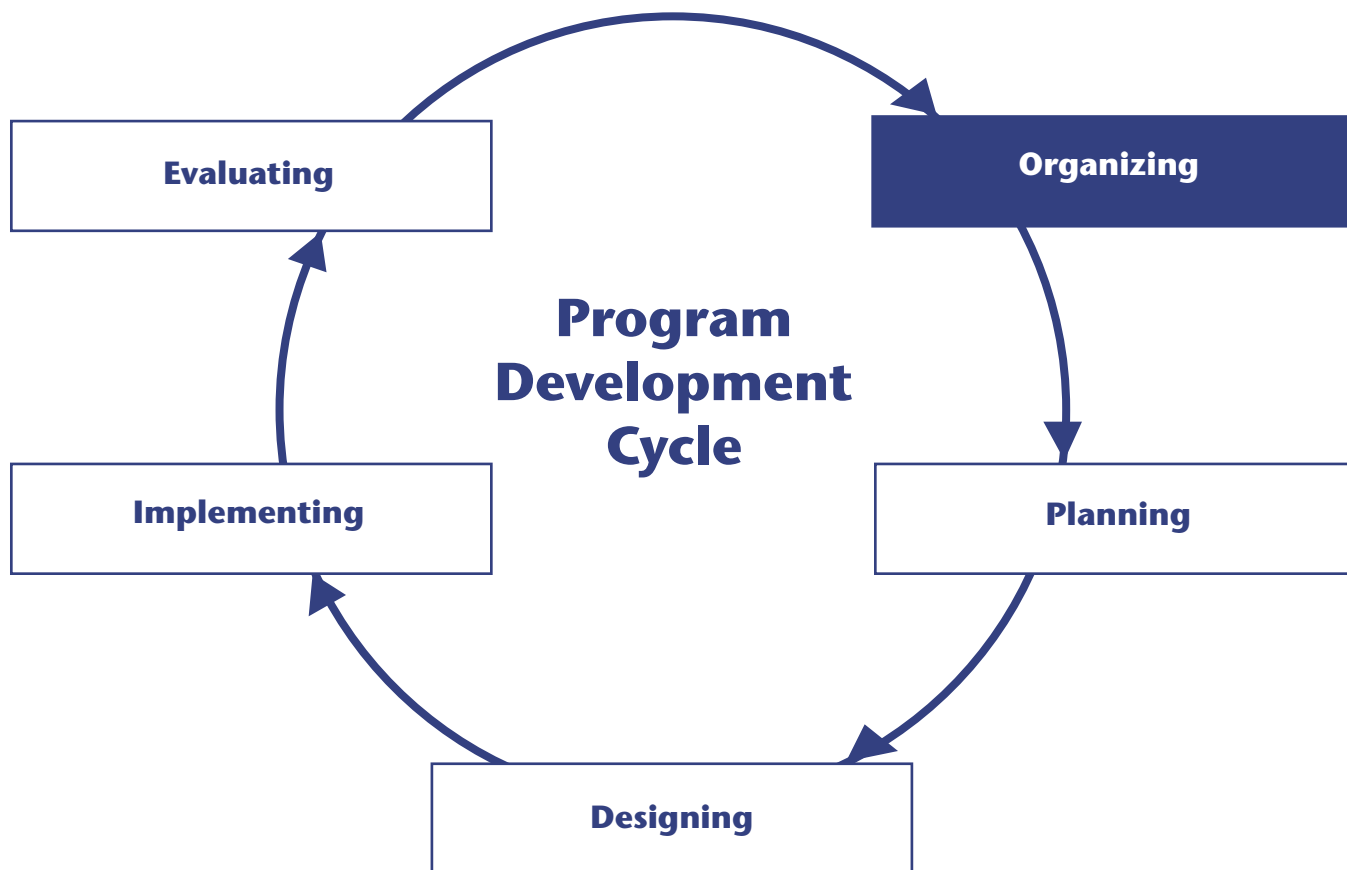 Evaluating
Organizing
Program
Development
Cycle
Implementing
Planning
Designing